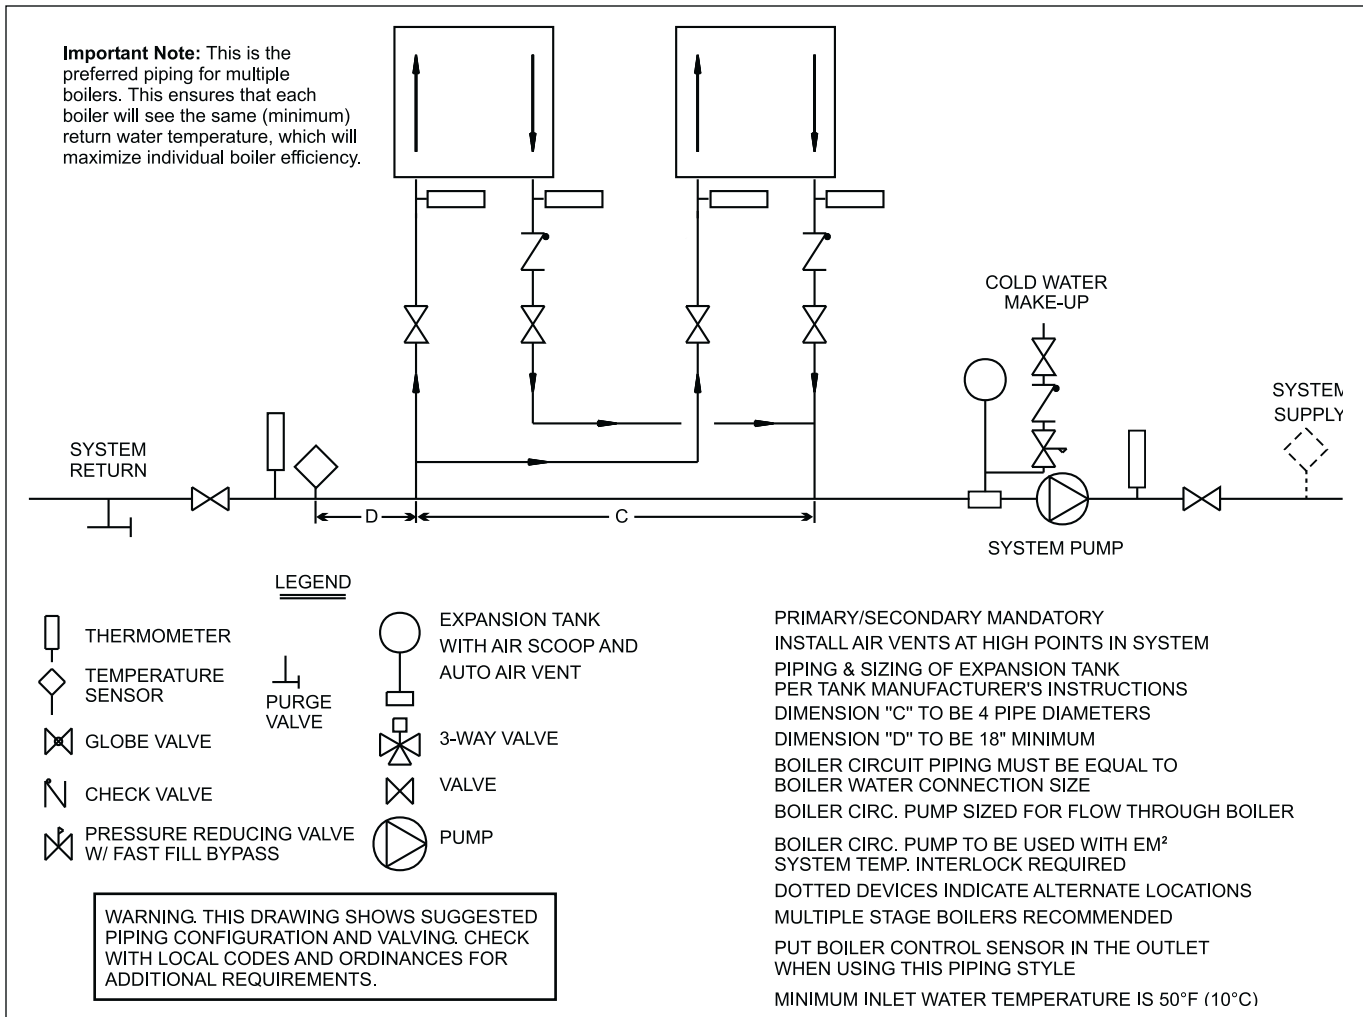 Important Note: This is the
preferred piping for multiple
boilers. This ensures that each
boiler will see the same (minimum)
return water temperature, which will
maximize individual boiler efficiency.
COLD WATER
MAKE-UP
SYSTEM
SUPPLY
SYSTEM
RETURN
D
C
SYSTEM PUMP
LEGEND
THERMOMETER
TEMPERATURE
SENSOR
GLOBE VALVE
CHECK VALVE
PRESSURE REDUCING VALVE
W/ FAST FILL BYPASS
PURGE
VALVE
EXPANSION TANK
WITH AIR SCOOP AND
AUTO AIR VENT
3-WAY VALVE
VALVE
PUMP
PRIMARY/SECONDARY MANDATORY
INSTALL AIR VENTS AT HIGH POINTS IN SYSTEM
PIPING & SIZING OF EXPANSION TANK
PER TANK MANUFACTURER'S INSTRUCTIONS
DIMENSION "C" TO BE 4 PIPE DIAMETERS
DIMENSION "D" TO BE 18" MINIMUM
BOILER CIRCUIT PIPING MUST BE EQUAL TO
BOILER WATER CONNECTION SIZE
BOILER CIRC. PUMP SIZED FOR FLOW THROUGH BOILER
BOILER CIRC. PUMP TO BE USED WITH EM²
SYSTEM TEMP. INTERLOCK REQUIRED
DOTTED DEVICES INDICATE ALTERNATE LOCATIONS
MULTIPLE STAGE BOILERS RECOMMENDED
PUT BOILER CONTROL SENSOR IN THE OUTLET
WHEN USING THIS PIPING STYLE
MINIMUM INLET WATER TEMPERATURE IS 50°F (10°C)
WARNING. THIS DRAWING SHOWS SUGGESTED
PIPING CONFIGURATION AND VALVING. CHECK
WITH LOCAL CODES AND ORDINANCES FOR
ADDITIONAL REQUIREMENTS.